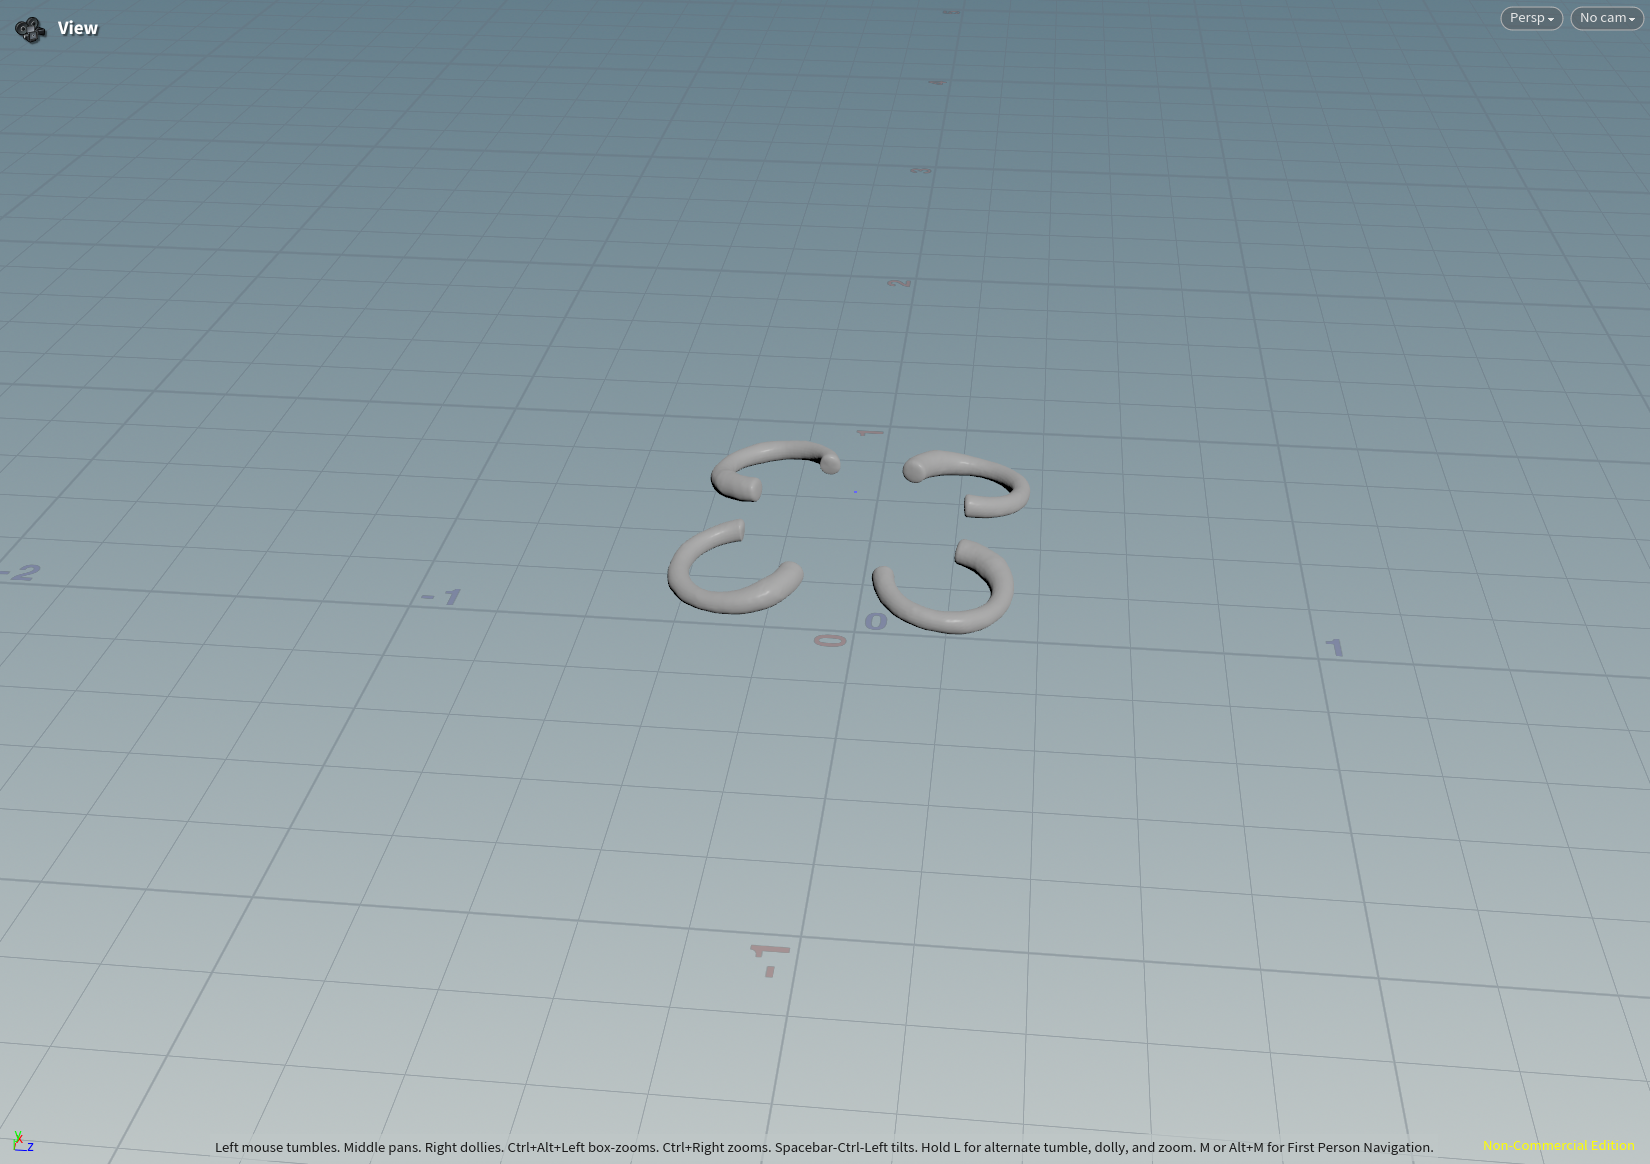 View
Persp
No cam
3
2
1
-2
-1
0
0
1
-1
y
x
z
Left mouse tumbles. Middle pans. Right dollies. Ctrl+Alt+Left box-zooms. Ctrl+Right zooms. Spacebar-Ctrl-Left tilts. Hold L for alternate tumble, dolly, and zoom. M or Alt+M for First Person Navigation.
Non-Commercial Edition